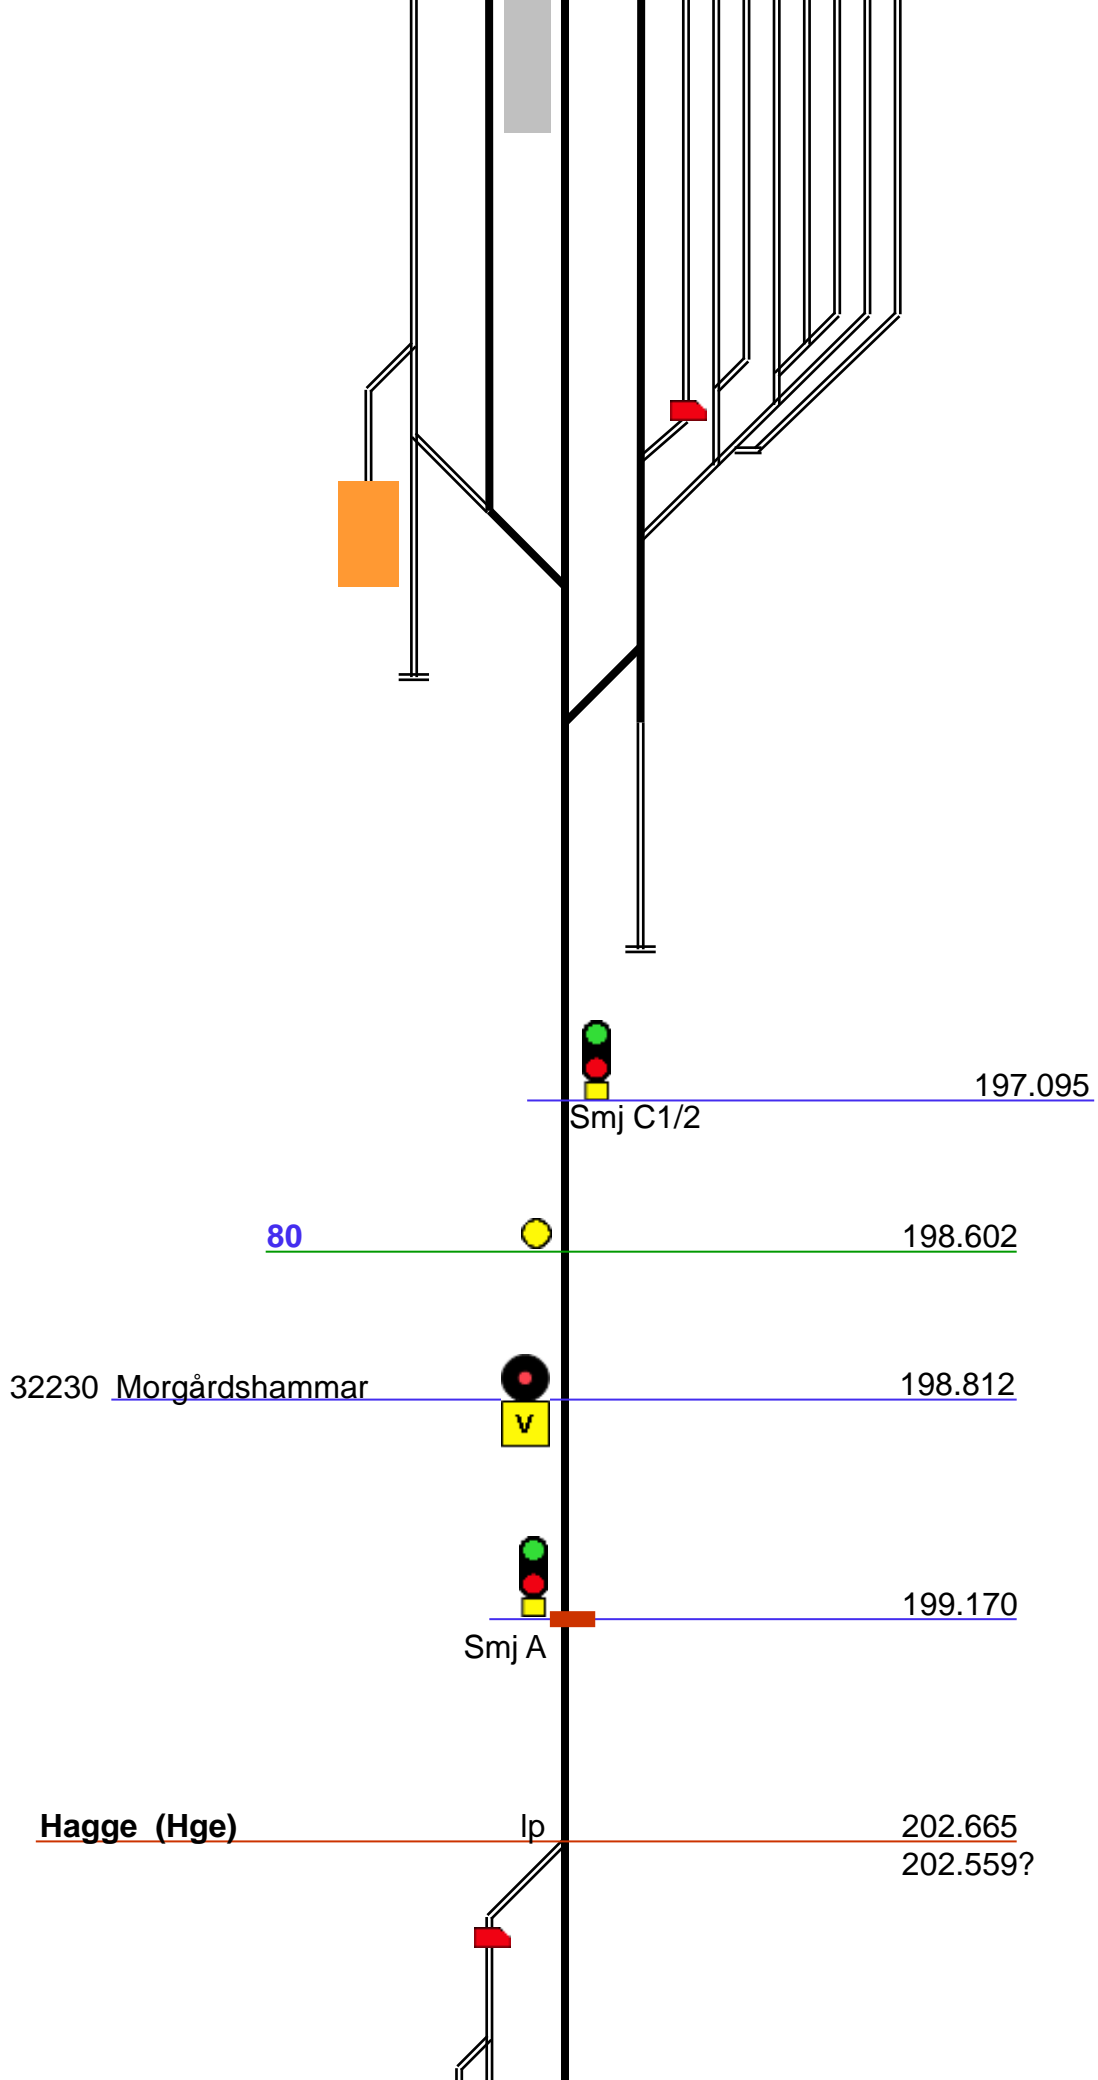 197.095
Smj C1/2
80 198.602
32230 Morgårdshammar 198.812
V
199.170
Smj A
Hagge (Hge) lp 202.665
202.559?